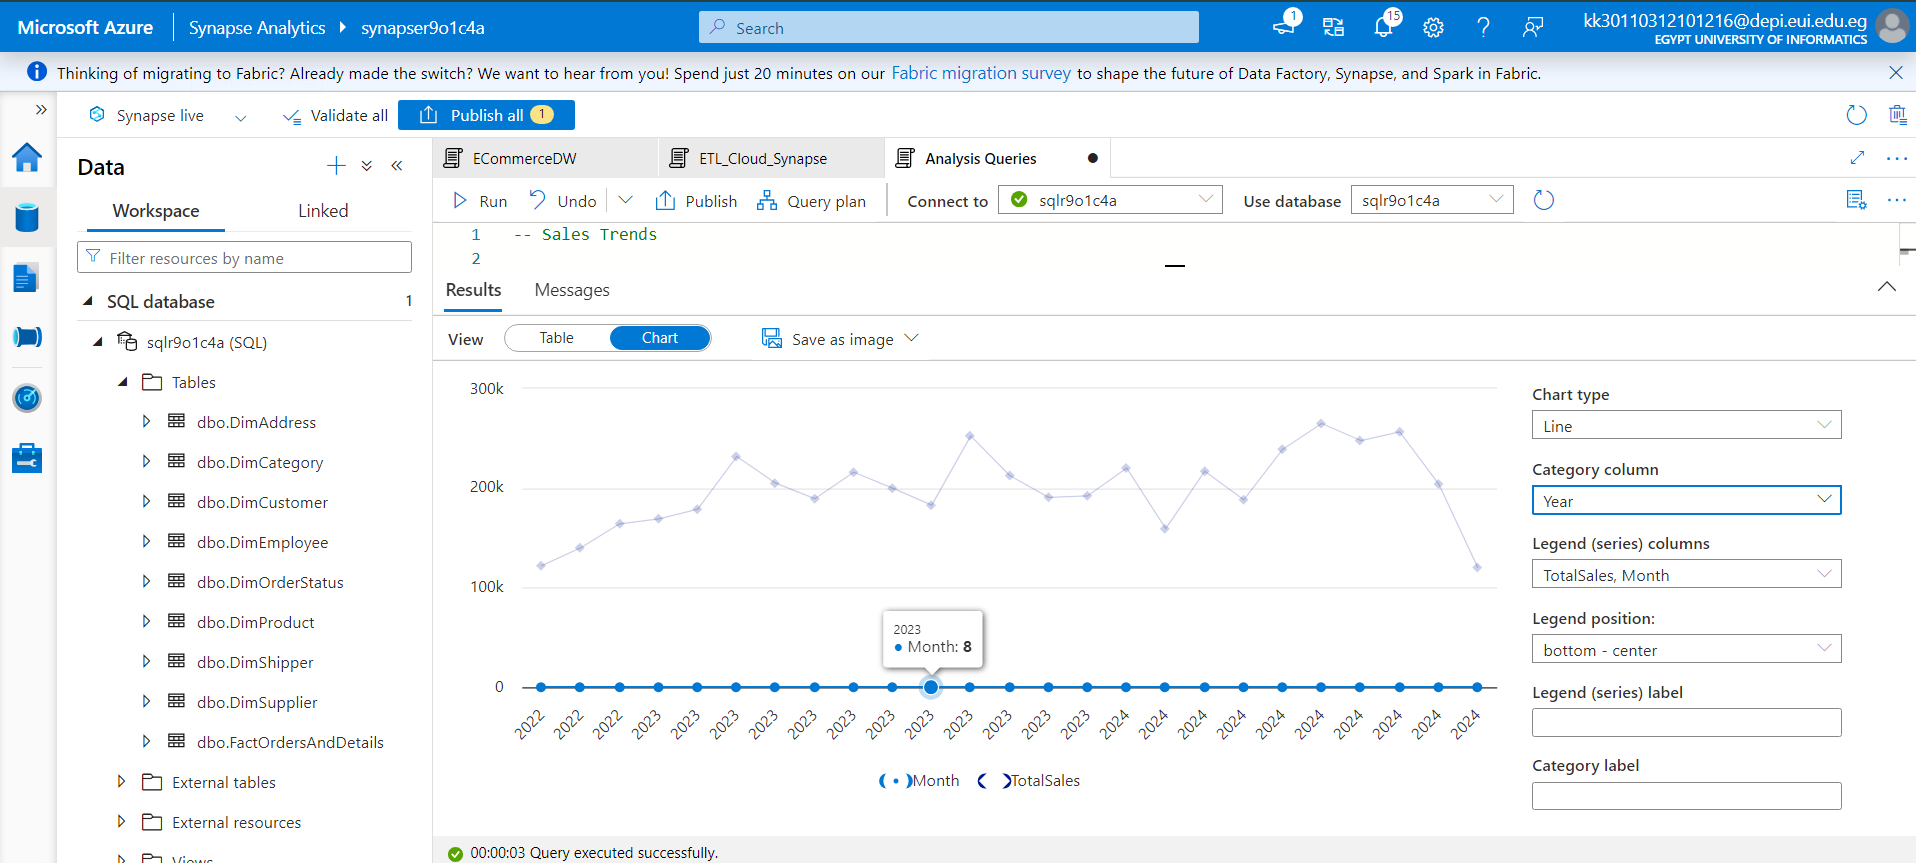 Microsoft Azure
Synapse Analytics
synapser9o1c4a
Search
1
15
kk30110312101216@depi.eui.edu.eg
EGYPT UNIVERSITY OF INFORMATICS
Thinking of migrating to Fabric? Already made the switch? We want to hear from you! Spend just 20 minutes on our Fabric migration survey to shape the future of Data Factory, Synapse, and Spark in Fabric.
Synapse live
Validate all
Publish all 1
Data
Workspace
Linked
Filter resources by name
SQL database 1
sqlr9o1c4a (SQL)
Tables
dbo.DimAddress
dbo.DimCategory
dbo.DimCustomer
dbo.DimEmployee
dbo.DimOrderStatus
dbo.DimProduct
dbo.DimShipper
dbo.DimSupplier
dbo.FactOrdersAndDetails
External tables
External resources
Views
ECommerceDW
ETL_Cloud_Synapse
Analysis Queries
Run
Undo
Publish
Query plan
Connect to
sqlr9o1c4a
Use database
sqlr9o1c4a
1 -- Sales Trends
2
Results
Messages
View
Table
Chart
Save as image
300k
200k
100k
0
2023
Month: 8
2022 2022 2022 2023 2023 2023 2023 2023 2023 2023 2023 2023 2023 2023 2023 2024 2024 2024 2024 2024 2024 2024 2024 2024 2024
Month
TotalSales
Chart type
Line
Category column
Year
Legend (series) columns
TotalSales, Month
Legend position:
bottom - center
Legend (series) label
Category label
00:00:03 Query executed successfully.